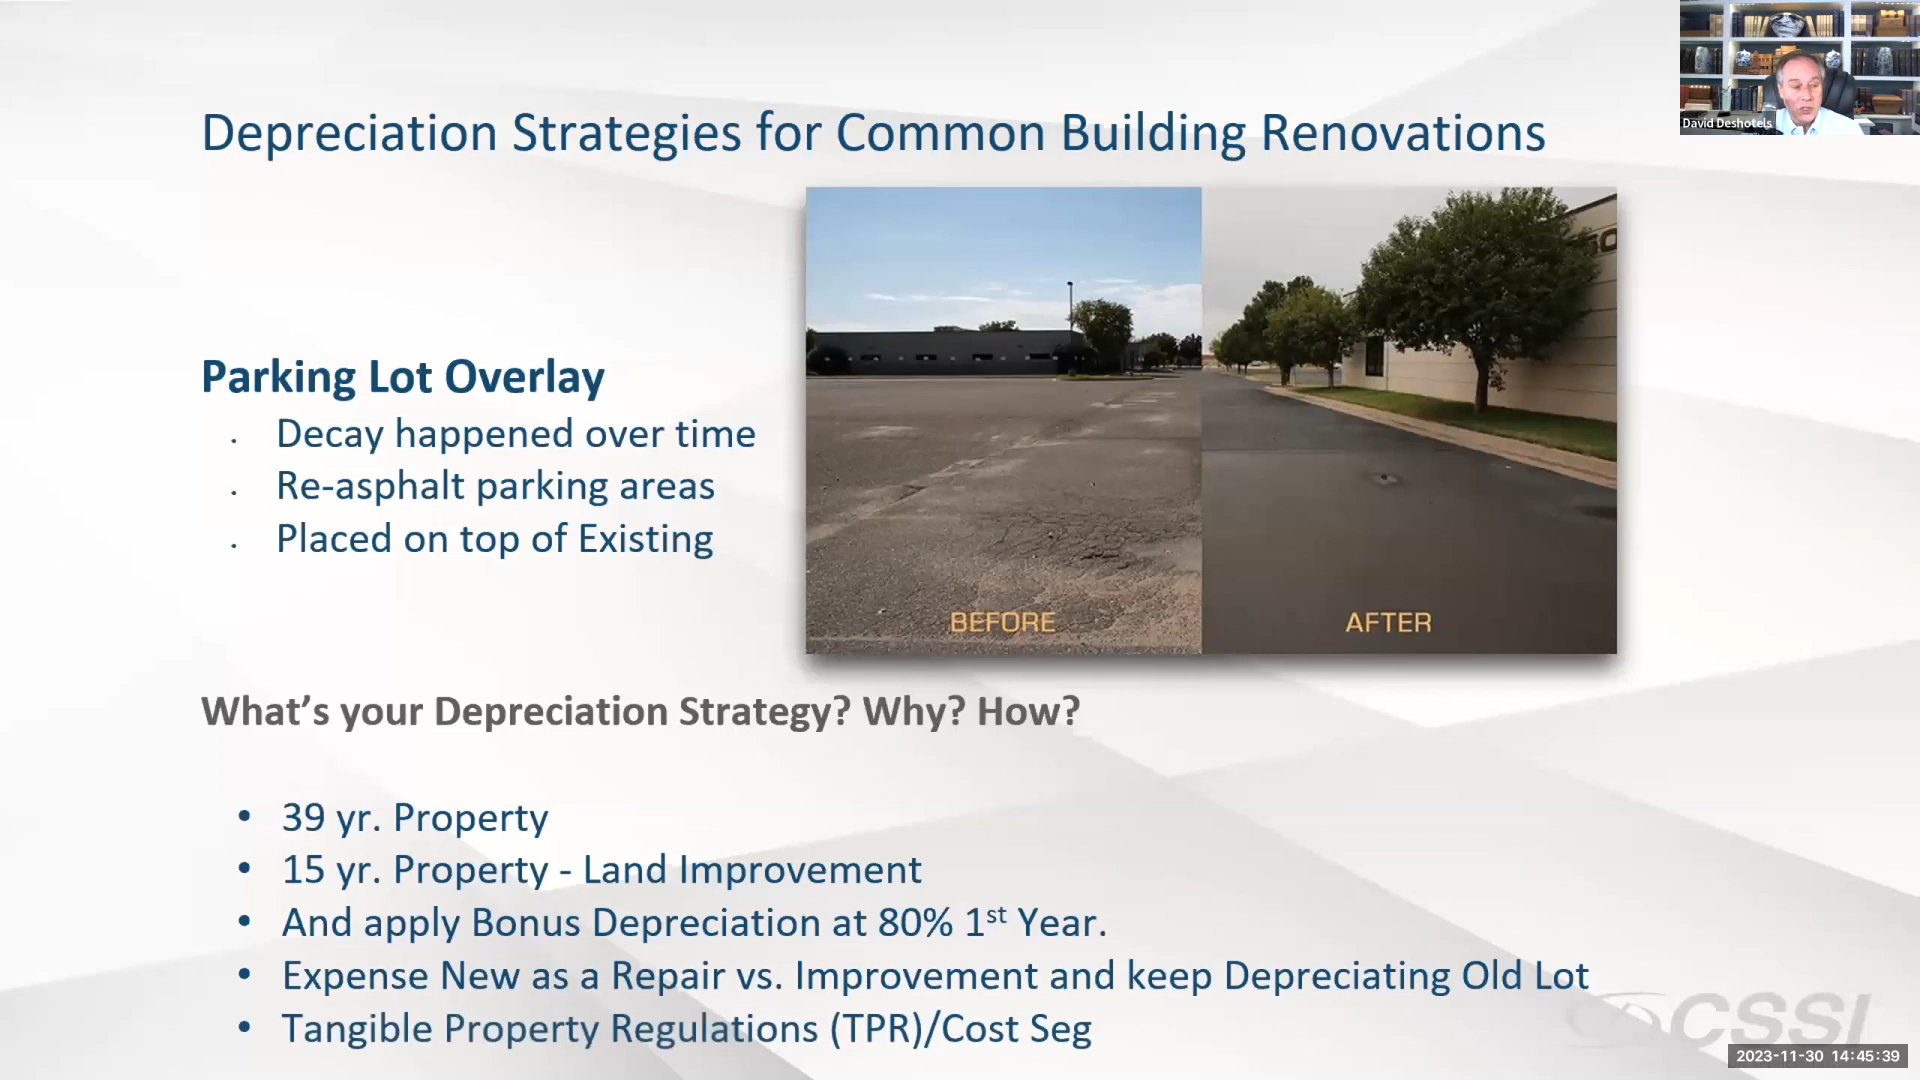 David Deshotels
Depreciation Strategies for Common Building Renovations
Parking Lot Overlay
. Decay happened over time
. Re-asphalt parking areas
. Placed on top of Existing
BEFORE
AFTER
What’s your Depreciation Strategy? Why? How?
• 39 yr. Property
• 15 yr. Property - Land Improvement
• And apply Bonus Depreciation at 80% 1st Year.
• Expense New as a Repair vs. Improvement and keep Depreciating Old Lot
• Tangible Property Regulations (TPR)/Cost Seg
CSSI
2023-11-30 14:45:39